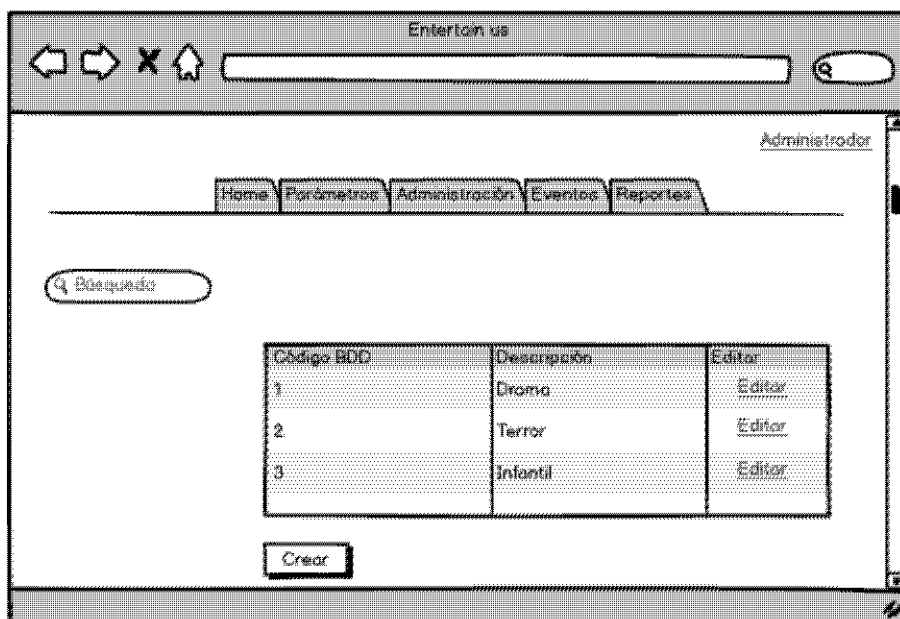 Entertain us
Administrador
Home Parámetros Administración Eventos Reportes
Búsqueda
Código BDD Descripción Editar
1 Drama Editar
2 Terror Editar
3 Infantil Editar
Crear